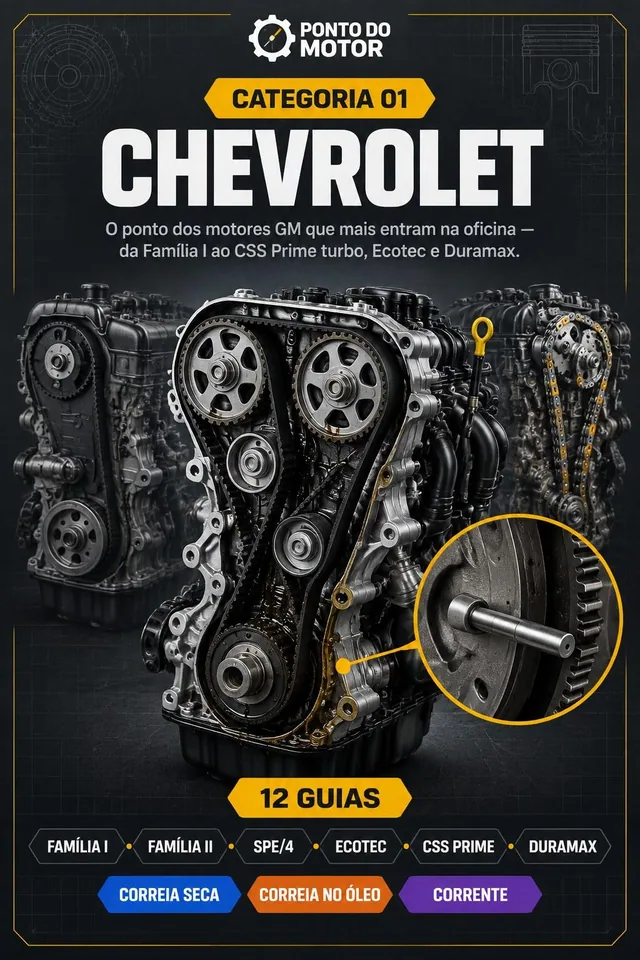 PONTO DO
MOTOR
CATEGORIA 01
CHEVROLET
O ponto dos motores GM que mais entram na oficina —
da Família I ao CSS Prime turbo, Ecotec e Duramax.
12 GUIAS
FAMÍLIA I • FAMÍLIA II • SPE/4 • ECOTEC • CSS PRIME • DURAMAX
CORREIA SECA CORREIA NO ÓLEO CORRENTE